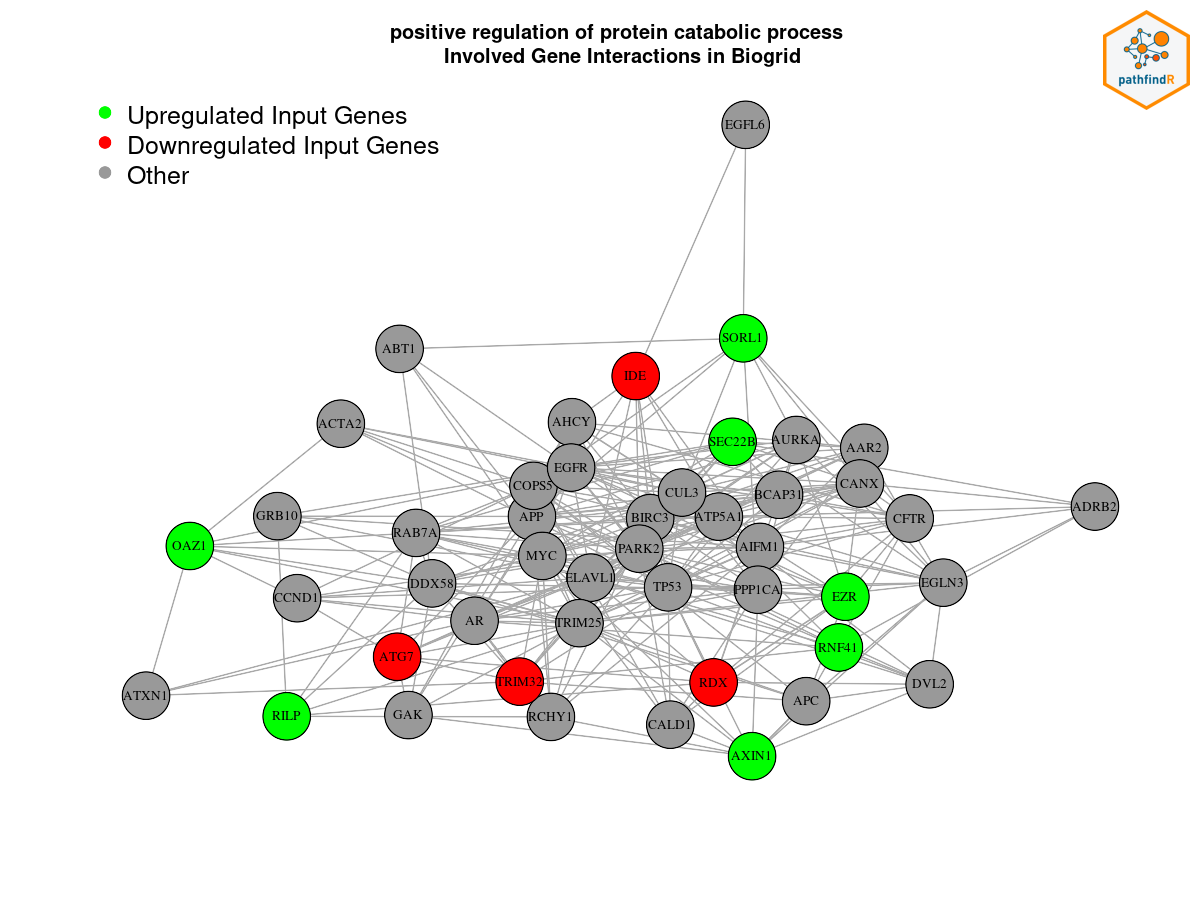 positive regulation of protein catabolic process
Involved Gene Interactions in Biogrid
pathfindR
Upregulated Input Genes
Downregulated Input Genes
Other
EGFL6
SORL1
ABT1
IDE
ACTA2
AHCY
SEC22B
AURKA
AAR2
EGFR
COPS5
CUL3
BCAP31
CANX
ADRB2
GRB10
APP
BIRC3
ATP5A1
CFTR
RAB7A
OAZ1
MYC
PARK2
AIFM1
ELAVL1
DDX58
TP53
PPP1CA
EGLN3
CCND1
EZR
AR
TRIM25
RNF41
ATG7
TRIM32
RDX
DVL2
ATXN1
APC
RILP
GAK
RCHY1
CALD1
AXIN1